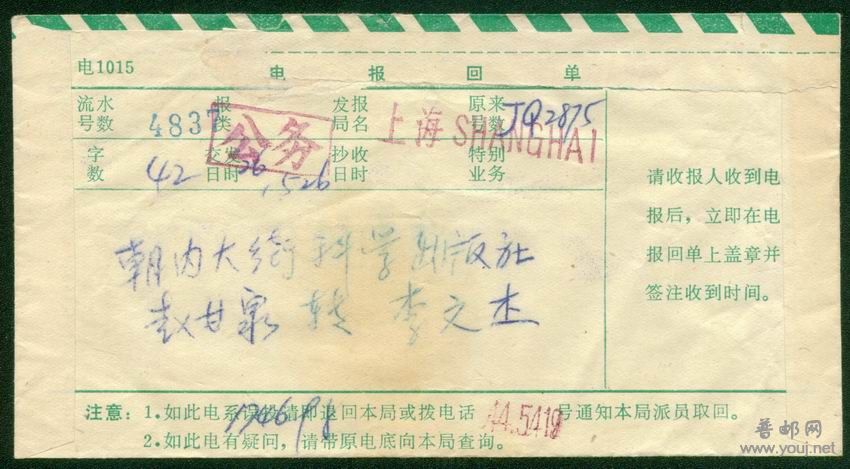 电1015
电报回单
流水号数 4837
报类 公务
发报局名 上海 SHANGHAI
原来号数 JQ2875
字数 42
交发日时 26 1526
抄收日时
特别业务
朝内大街科学出版社
赵甘泉 转 李文杰
请收报人收到电
报后，立即在电
报回单上盖章并
签注收到时间。
注意：1.如此电系误投请即退回本局或拨电话 44.5419 号通知本局派员取回。
2.如此电有疑问，请带原电底向本局查询。
普邮网
www.youj.net